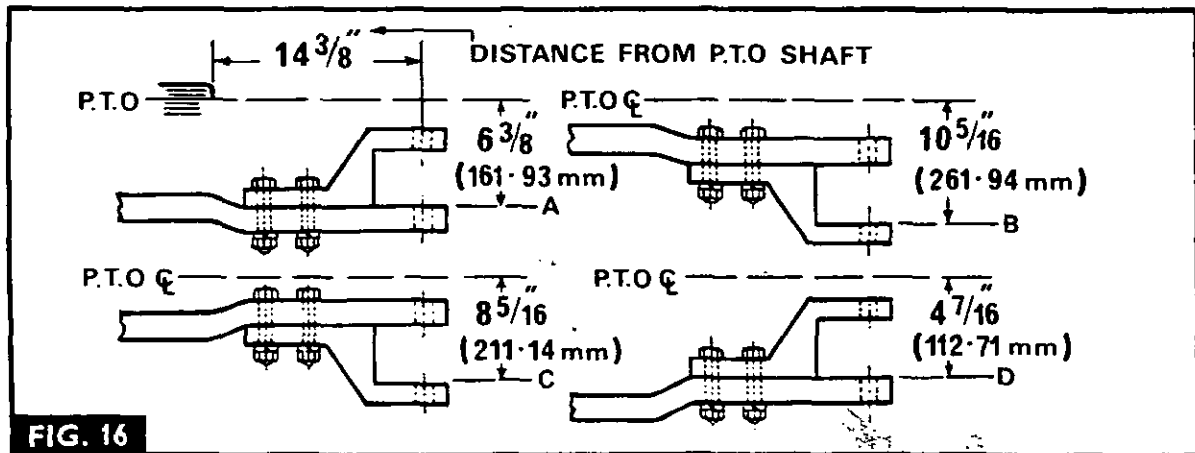 14 3/8"
DISTANCE FROM P.T.O SHAFT
P.T.O
6 3/8"
(161·93 mm)
A
P.T.O ℄
10 5/16"
(261·94 mm)
B
P.T.O ℄
8 5/16"
(211·14 mm)
C
P.T.O ℄
4 7/16"
(112·71 mm)
D
FIG. 16